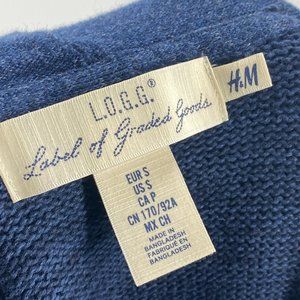 L.O.G.G.®
Label of Graded Goods
H&M
EUR S
US S
CA P
CN 170/92A
MX CH
MADE IN
BANGLADESH
FABRIQUÉ EN
BANGLADESH